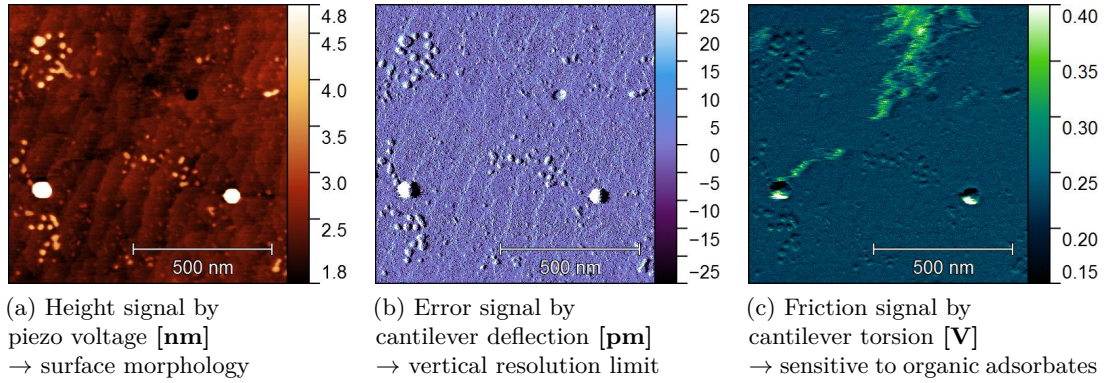 4.8
4.5
4.0
3.5
3.0
2.5
1.8
500 nm
25
20
15
10
5
0
−5
−10
−15
−20
−25
500 nm
0.40
0.35
0.30
0.25
0.20
0.15
500 nm
(a) Height signal by
piezo voltage [nm]
→ surface morphology
(b) Error signal by
cantilever deflection [pm]
→ vertical resolution limit
(c) Friction signal by
cantilever torsion [V]
→ sensitive to organic adsorbates